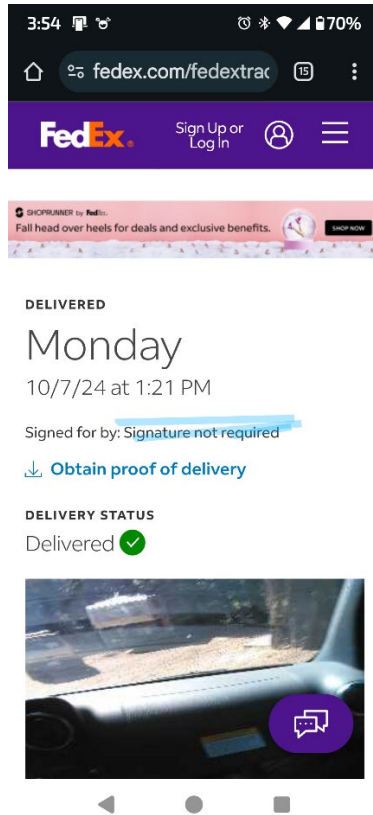 3:54
70%
fedex.com/fedextrac
15
FedEx.
Sign Up or
Log In
SHOPRUNNER by FedEx.
Fall head over heels for deals and exclusive benefits.
SHOP NOW
DELIVERED
Monday
10/7/24 at 1:21 PM
Signed for by: Signature not required
Obtain proof of delivery
DELIVERY STATUS
Delivered